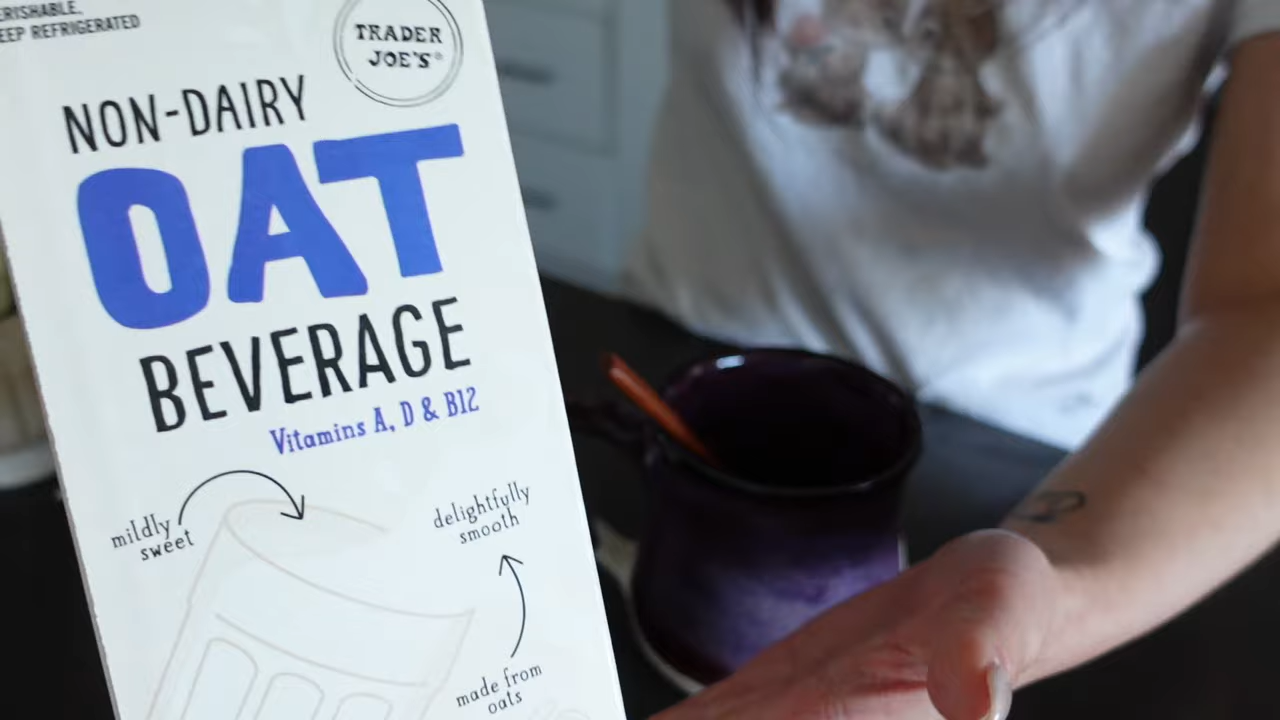 ERISHABLE,
EEP REFRIGERATED
TRADER
JOE'S®
NON-DAIRY
OAT
BEVERAGE
Vitamins A, D & B12
mildly
sweet
delightfully
smooth
made from
oats